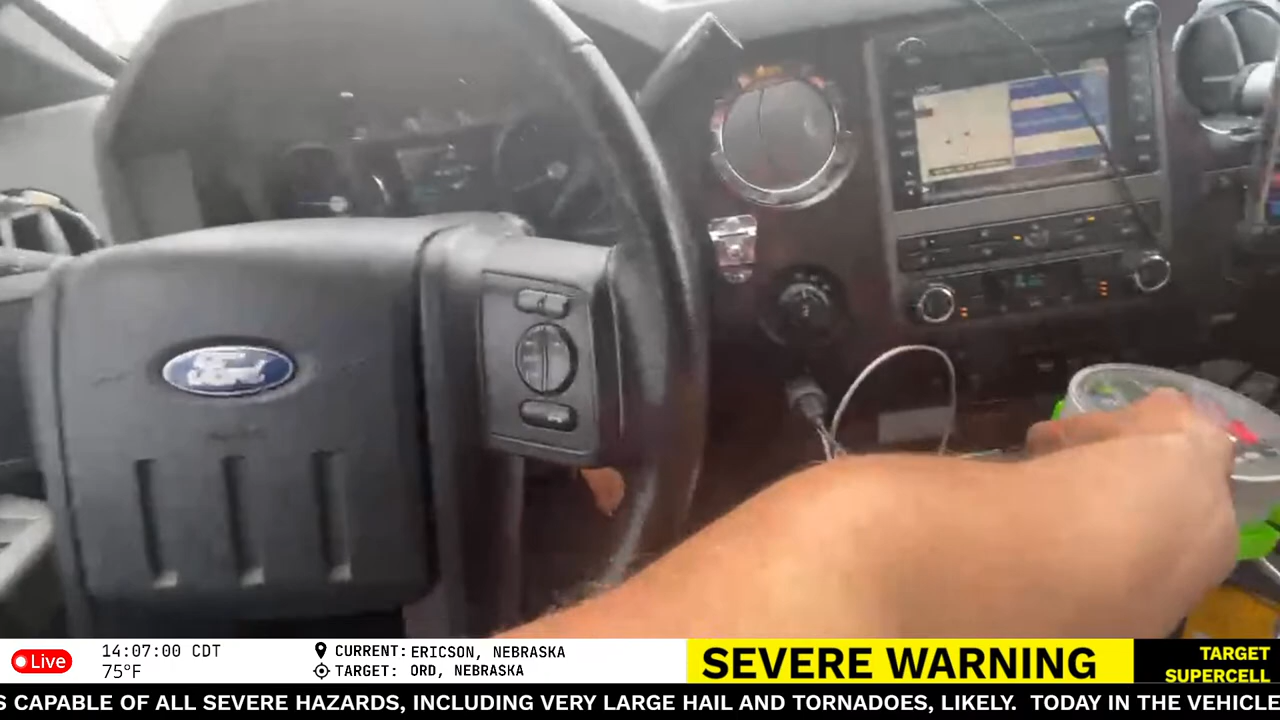 Ford
Live
14:07:00 CDT
75°F
CURRENT: ERICSON, NEBRASKA
TARGET: ORD, NEBRASKA
SEVERE WARNING
TARGET
SUPERCELL
S CAPABLE OF ALL SEVERE HAZARDS, INCLUDING VERY LARGE HAIL AND TORNADOES, LIKELY. TODAY IN THE VEHICLE